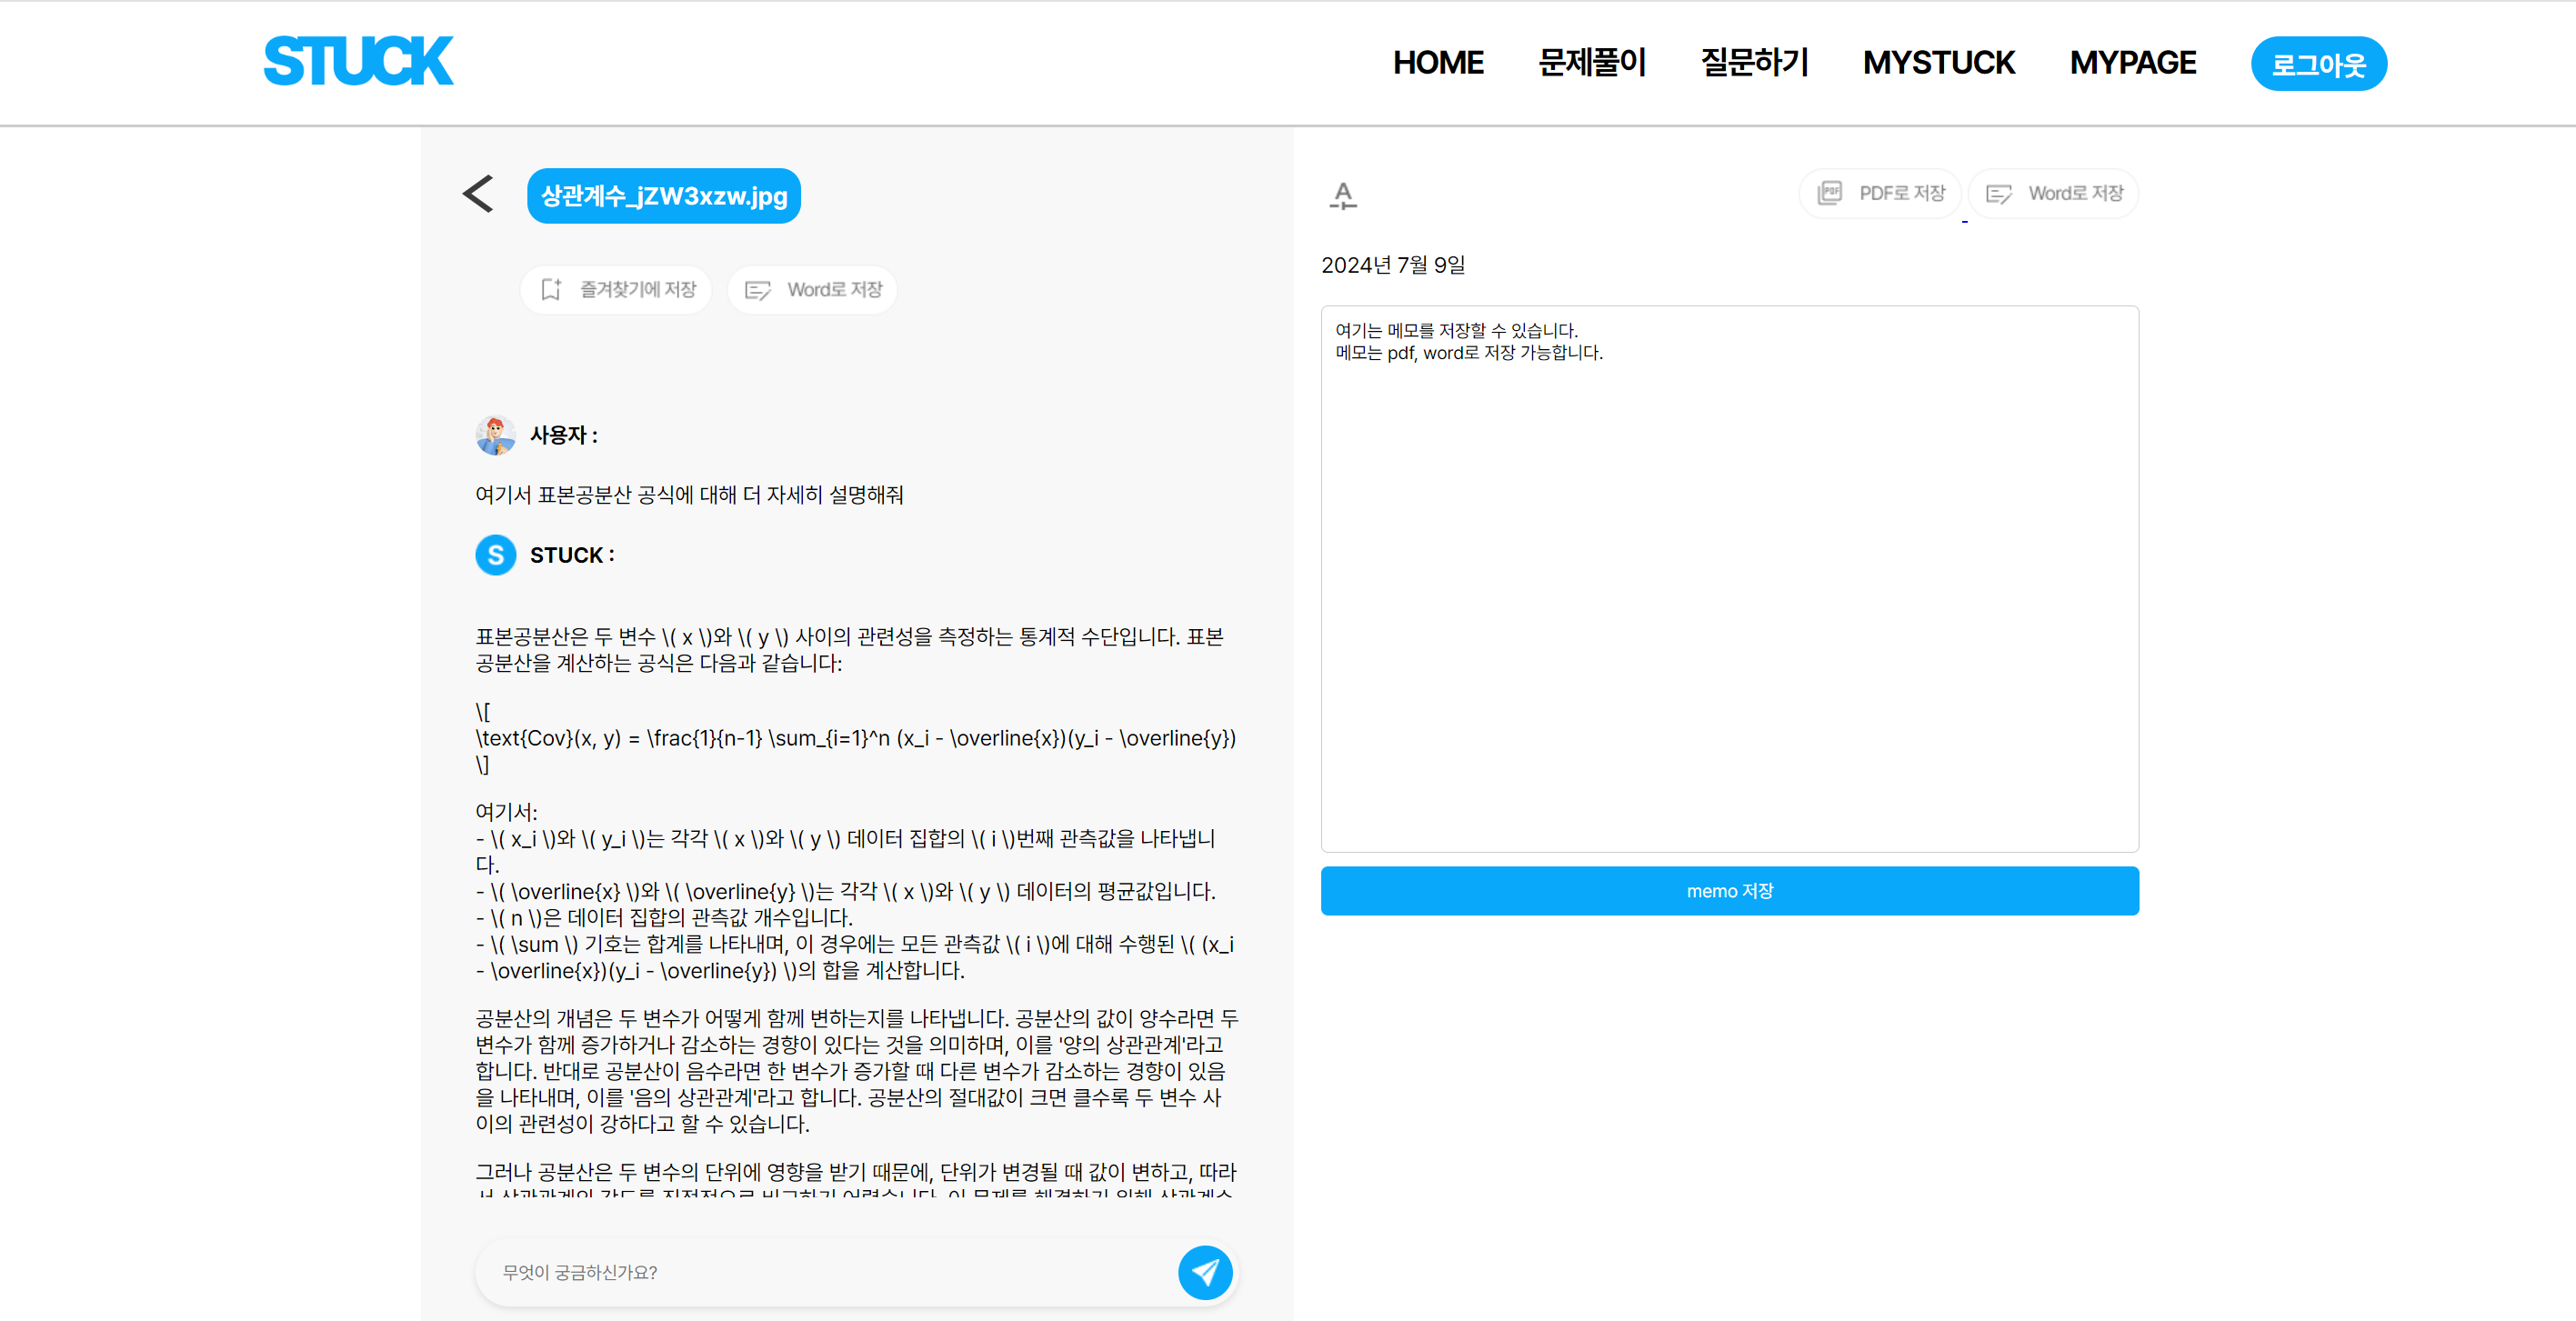 STUCK
HOME 문제풀이 질문하기 MYSTUCK MYPAGE 로그아웃
상관계수_jZW3xzw.jpg
즐겨찾기에 저장 Word로 저장
사용자 :
여기서 표본공분산 공식에 대해 더 자세히 설명해줘
S STUCK :
표본공분산은 두 변수 \( x \)와 \( y \) 사이의 관련성을 측정하는 통계적 수단입니다. 표본
공분산을 계산하는 공식은 다음과 같습니다:
\[
\text{Cov}(x, y) = \frac{1}{n-1} \sum_{i=1}^n (x_i - \overline{x})(y_i - \overline{y})
\]
여기서:
- \( x_i \)와 \( y_i \)는 각각 \( x \)와 \( y \) 데이터 집합의 \( i \)번째 관측값을 나타냅니
다.
- \( \overline{x} \)와 \( \overline{y} \)는 각각 \( x \)와 \( y \) 데이터의 평균값입니다.
- \( n \)은 데이터 집합의 관측값 개수입니다.
- \( \sum \) 기호는 합계를 나타내며, 이 경우에는 모든 관측값 \( i \)에 대해 수행된 \( (x_i
- \overline{x})(y_i - \overline{y}) \)의 합을 계산합니다.
공분산의 개념은 두 변수가 어떻게 함께 변하는지를 나타냅니다. 공분산의 값이 양수라면 두
변수가 함께 증가하거나 감소하는 경향이 있다는 것을 의미하며, 이를 '양의 상관관계'라고
합니다. 반대로 공분산이 음수라면 한 변수가 증가할 때 다른 변수가 감소하는 경향이 있음
을 나타내며, 이를 '음의 상관관계'라고 합니다. 공분산의 절대값이 크면 클수록 두 변수 사
이의 관련성이 강하다고 할 수 있습니다.
그러나 공분산은 두 변수의 단위에 영향을 받기 때문에, 단위가 변경될 때 값이 변하고, 따라
무엇이 궁금하신가요?
A
PDF PDF로 저장 Word로 저장
2024년 7월 9일
여기는 메모를 저장할 수 있습니다.
메모는 pdf, word로 저장 가능합니다.
memo 저장